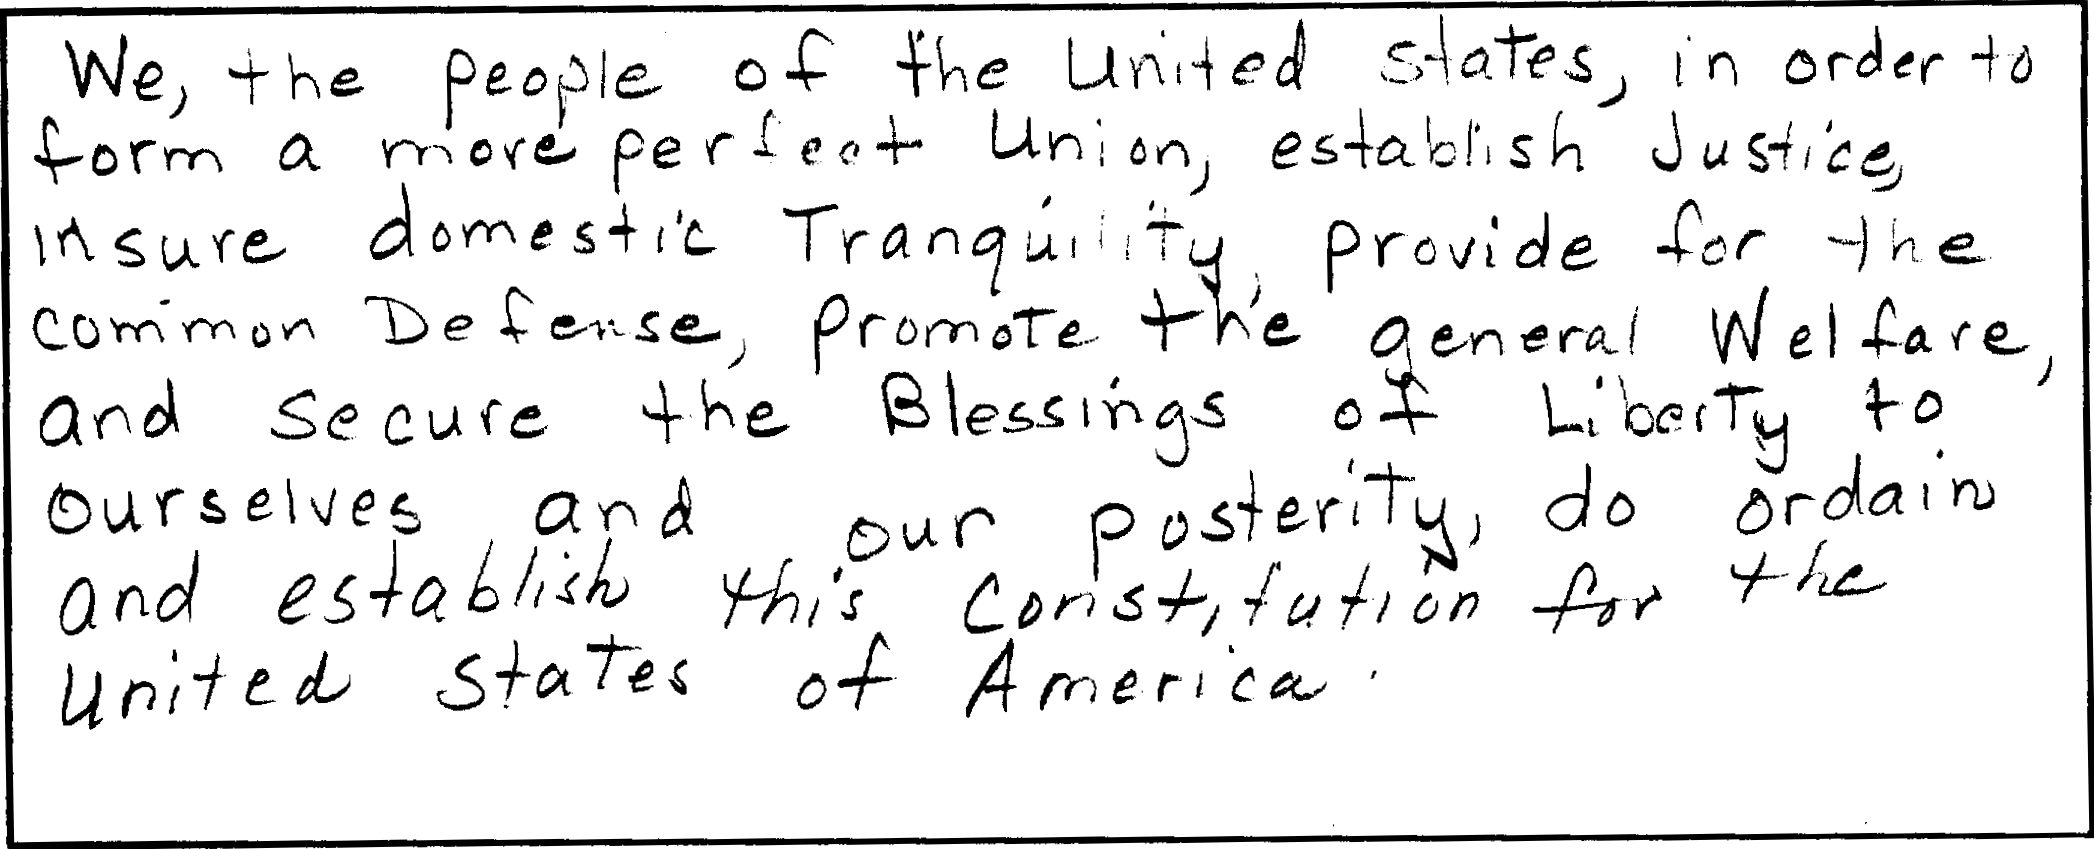 We, the people of the United states, in order to
form a more perfect Union, establish Justice,
insure domestic Tranquility, provide for the
common Defense, promote the general Welfare,
and secure the Blessings of Liberty to
ourselves and our posterity, do ordain
and establish this Constitution for the
United States of America.